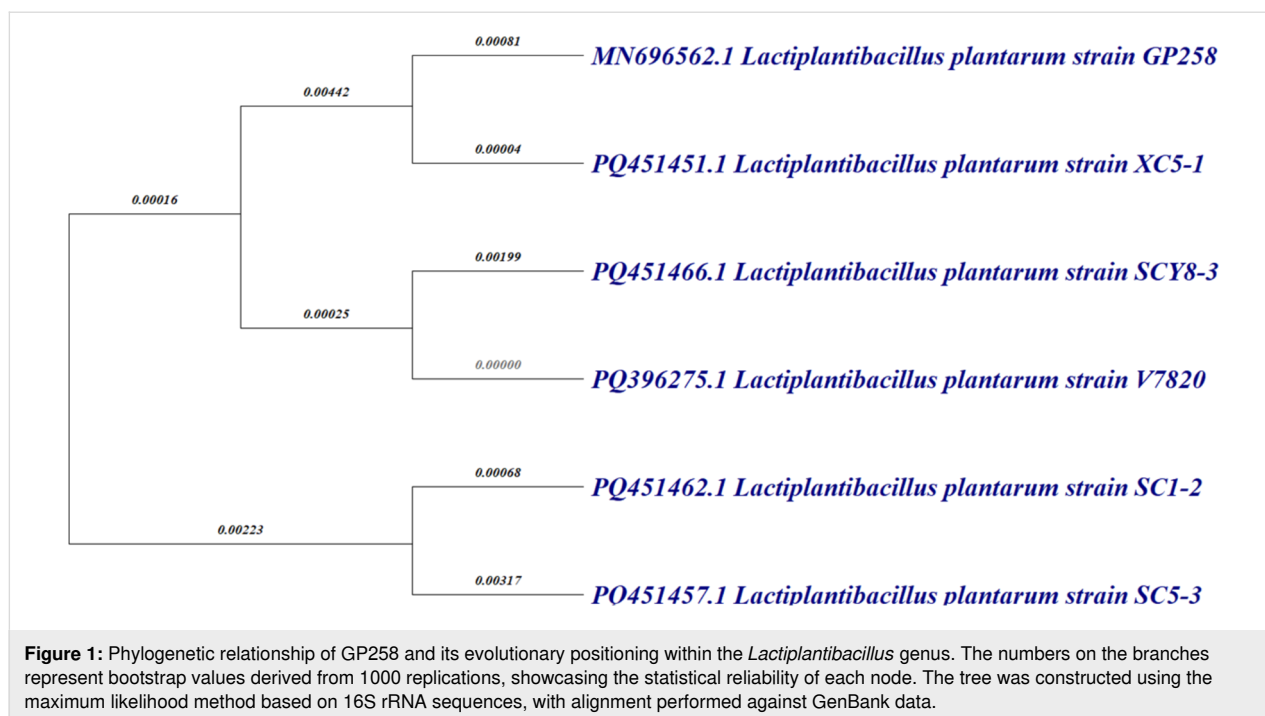 0.00081
MN696562.1 Lactiplantibacillus plantarum strain GP258
0.00442
0.00004
PQ451451.1 Lactiplantibacillus plantarum strain XC5-1
0.00016
0.00199
PQ451466.1 Lactiplantibacillus plantarum strain SCY8-3
0.00025
0.00000
PQ396275.1 Lactiplantibacillus plantarum strain V7820
0.00068
PQ451462.1 Lactiplantibacillus plantarum strain SC1-2
0.00223
0.00317
PQ451457.1 Lactiplantibacillus plantarum strain SC5-3
Figure 1: Phylogenetic relationship of GP258 and its evolutionary positioning within the Lactiplantibacillus genus. The numbers on the branches
represent bootstrap values derived from 1000 replications, showcasing the statistical reliability of each node. The tree was constructed using the
maximum likelihood method based on 16S rRNA sequences, with alignment performed against GenBank data.